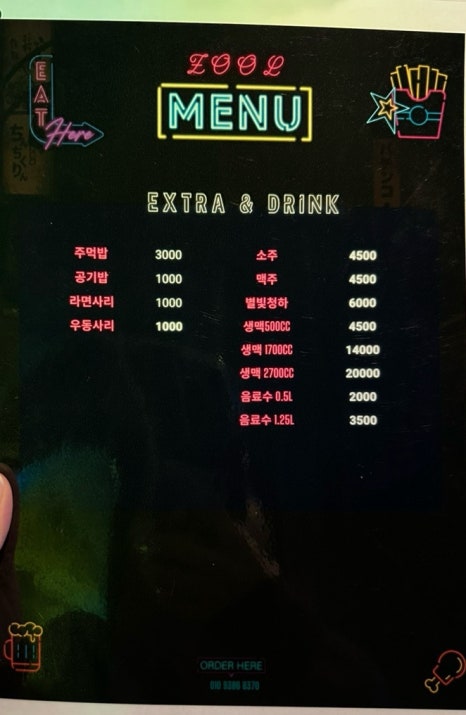 EAT
Here
ZOOL
MENU
EXTRA & DRINK
주먹밥 3000
공기밥 1000
라면사리 1000
우동사리 1000
소주 4500
맥주 4500
별빛청하 6000
생맥500CC 4500
생맥 1700CC 14000
생맥 2700CC 20000
음료수 0.5L 2000
음료수 1.25L 3500
ORDER HERE